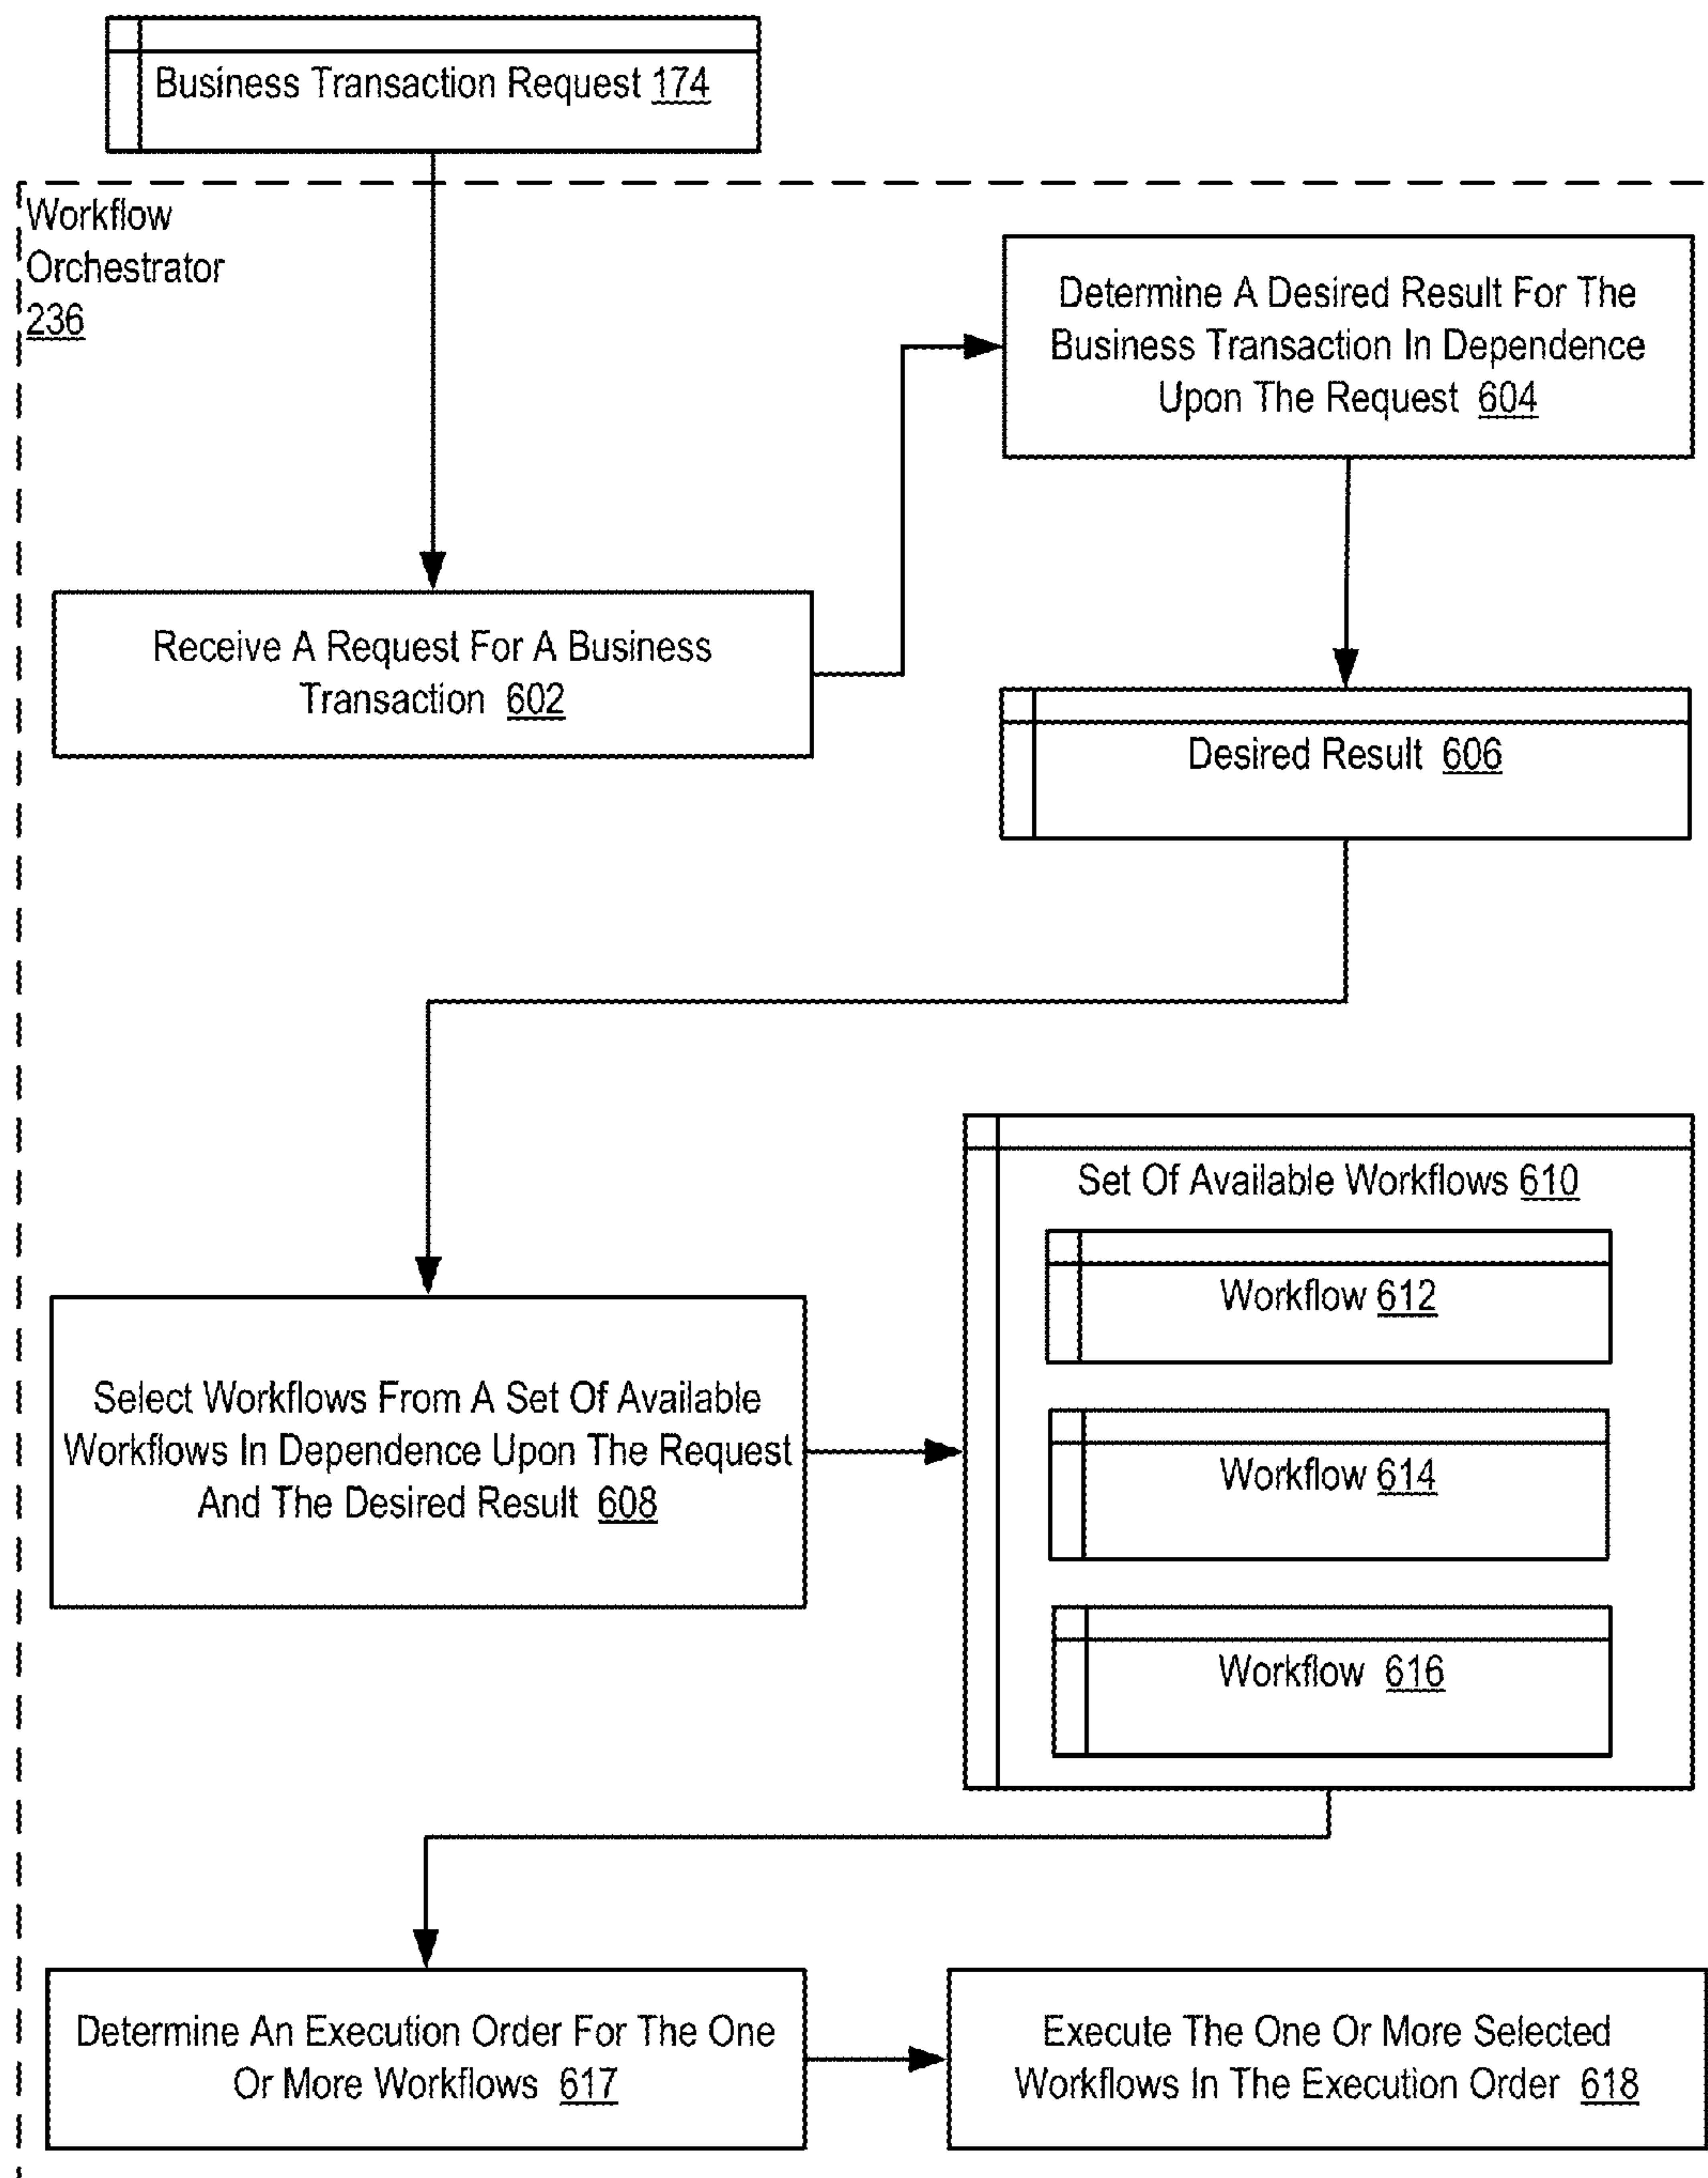 Business Transaction Request 174
Workflow
Orchestrator
236
Determine A Desired Result For The
Business Transaction In Dependence
Upon The Request 604
Receive A Request For A Business
Transaction 602
Desired Result 606
Set Of Available Workflows 610
Workflow 612
Select Workflows From A Set Of Available
Workflows In Dependence Upon The Request
And The Desired Result 608
Workflow 614
Workflow 616
Determine An Execution Order For The One
Or More Workflows 617
Execute The One Or More Selected
Workflows In The Execution Order 618